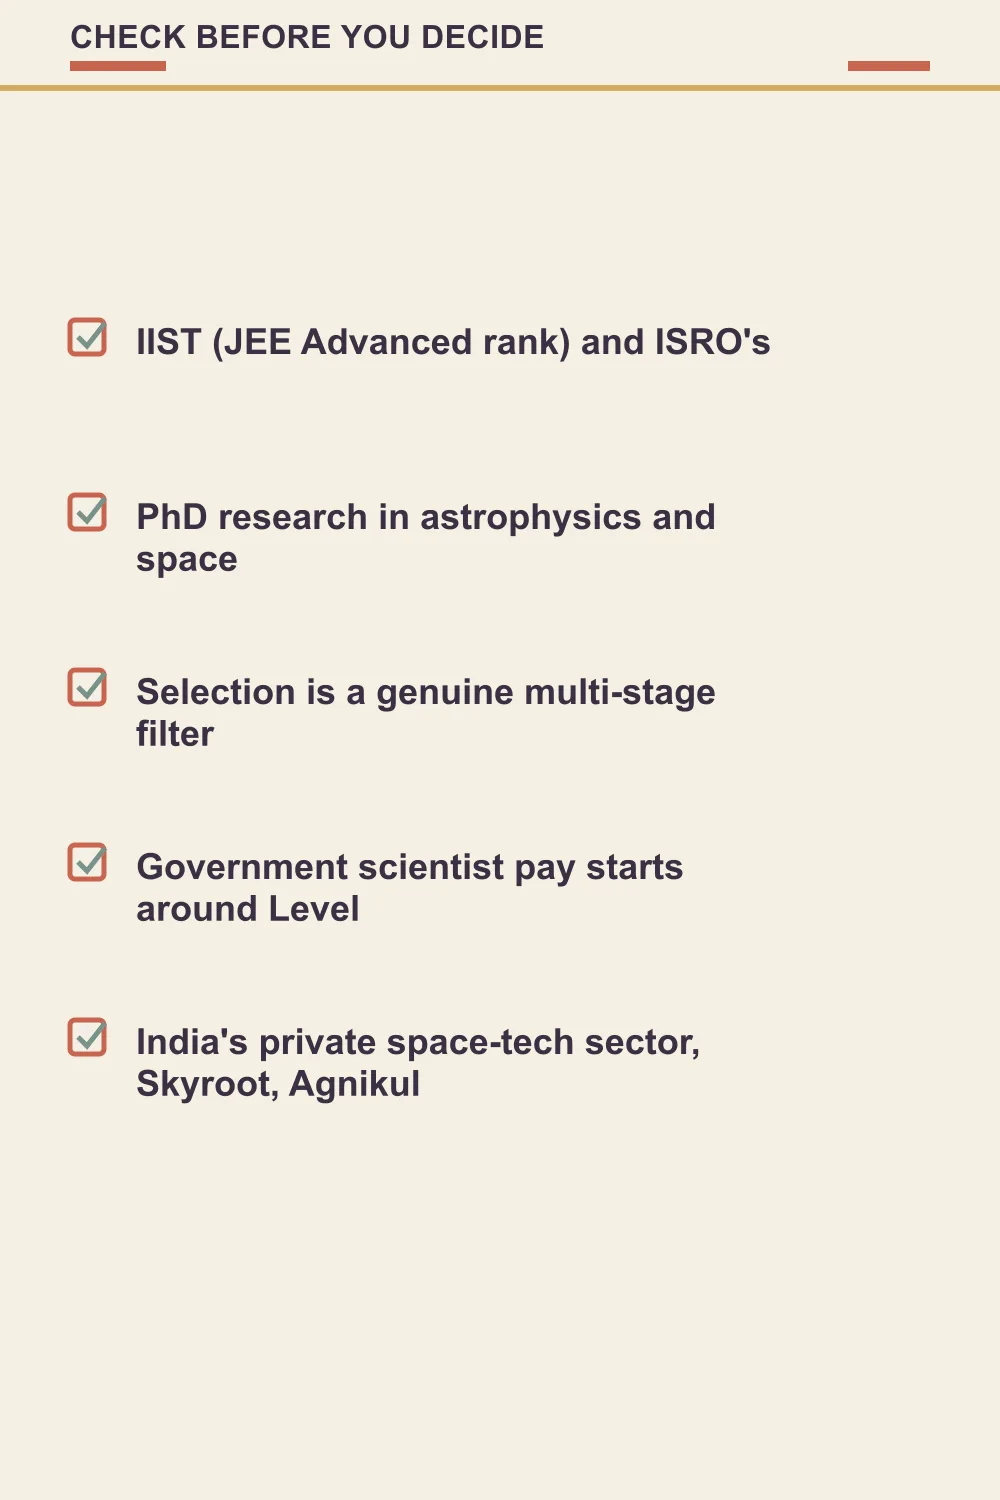 CHECK BEFORE YOU DECIDE
IIST (JEE Advanced rank) and ISRO's
PhD research in astrophysics and
space
Selection is a genuine multi-stage
filter
Government scientist pay starts
around Level
India's private space-tech sector,
Skyroot, Agnikul